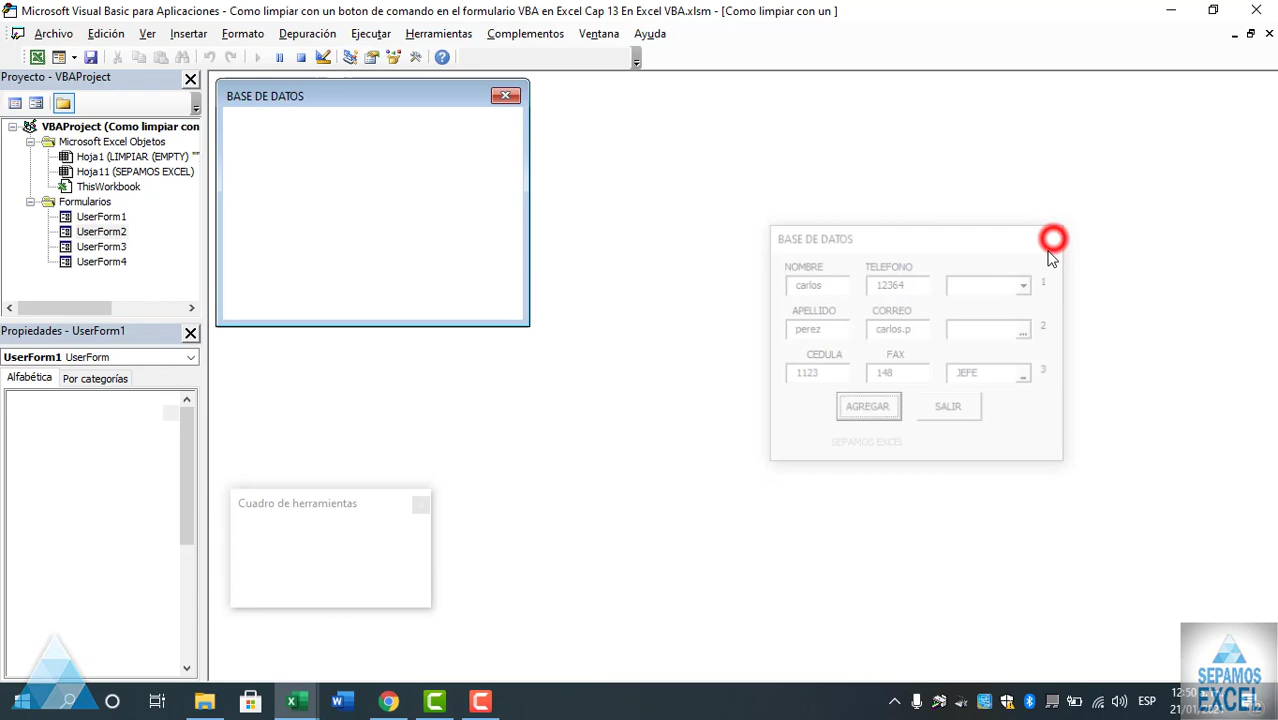 Microsoft Visual Basic para Aplicaciones - Como limpiar con un boton de comando en el formulario VBA en Excel Cap 13 En Excel VBA.xlsm - [Como limpiar con un ]
Archivo Edición Ver Insertar Formato Depuración Ejecutar Herramientas Complementos Ventana Ayuda
Proyecto - VBAProject
VBAProject (Como limpiar con
Microsoft Excel Objetos
Hoja1 (LIMPIAR (EMPTY) ""
Hoja11 (SEPAMOS EXCEL)
ThisWorkbook
Formularios
UserForm1
UserForm2
UserForm3
UserForm4
Propiedades - UserForm1
UserForm1 UserForm
Alfabética Por categorías
BASE DE DATOS
Cuadro de herramientas
BASE DE DATOS
NOMBRE TELEFONO
carlos 12364 1
APELLIDO CORREO
perez carlos.p ... 2
CEDULA FAX
1123 148 JEFE 3
AGREGAR SALIR
SEPAMOS EXCEL
SEPAMOS
EXCEL
ESP